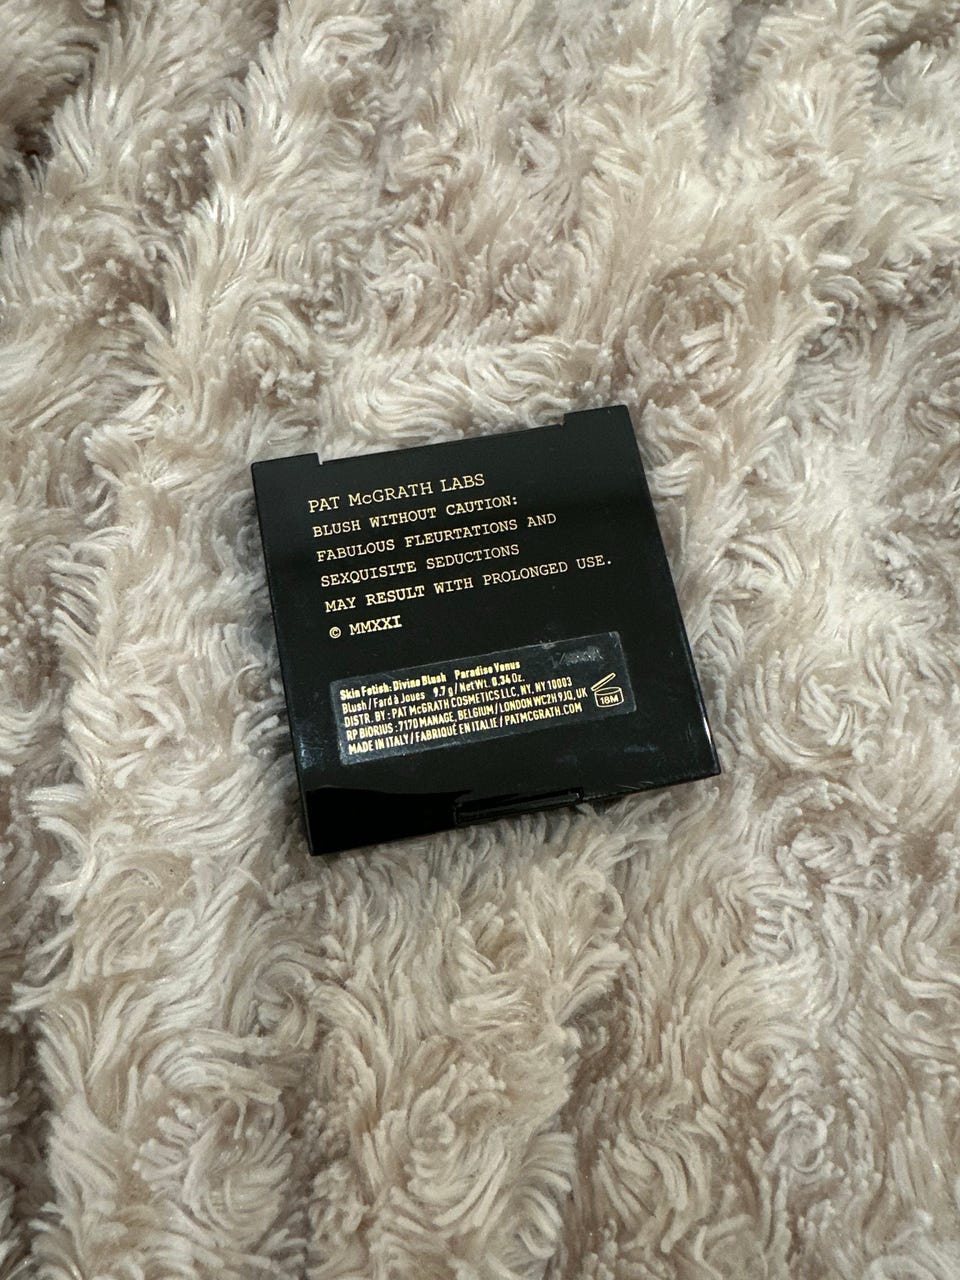 PAT McGRATH LABS
BLUSH WITHOUT CAUTION:
FABULOUS FLEURTATIONS AND
SEXQUISITE SEDUCTIONS
MAY RESULT WITH PROLONGED USE.
© MMXXI
Skin Fetish: Divine Blush Paradise Venus
Blush / Fard à Joues 9.7 g / Net Wt. 0.34 Oz.
DISTR. BY : PAT McGRATH COSMETICS LLC, NY, NY 10003
RP BIORIUS : 7170 MANAGE, BELGIUM / LONDON WC2H 9JQ, UK
MADE IN ITALY / FABRIQUÉ EN ITALIE / PATMCGRATH.COM
18M